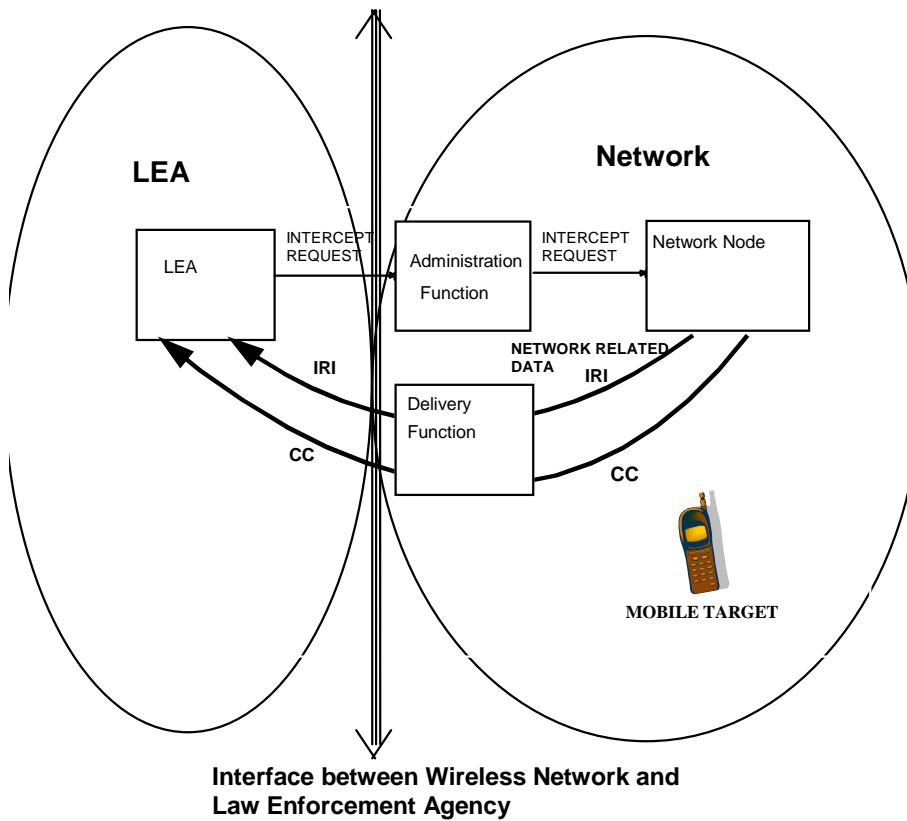 LEA
Network
INTERCEPT
REQUEST
LEA
Administration
Function
INTERCEPT
REQUEST
Network Node
NETWORK RELATED
DATA
IRI
IRI
Delivery
Function
CC
CC
MOBILE TARGET
Interface between Wireless Network and
Law Enforcement Agency